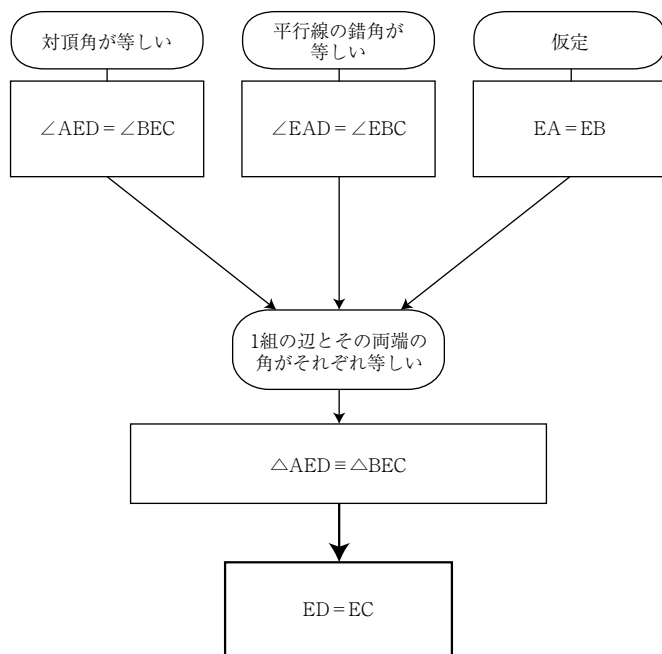 対頂角が等しい
平行線の錯角が
等しい
仮定
∠AED＝∠BEC
∠EAD＝∠EBC
EA＝EB
1組の辺とその両端の
角がそれぞれ等しい
△AED≡△BEC
ED＝EC